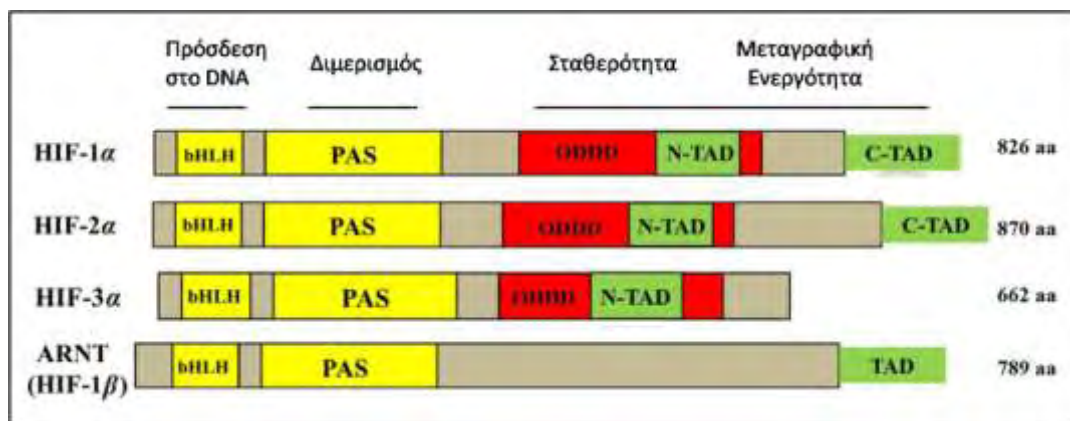 Πρόσδεση
στο DNA
Διμερισμός
Σταθερότητα
Μεταγραφική
Ενεργότητα
HIF-1α bHLH PAS ODDD N-TAD C-TAD 826 aa
HIF-2α bHLH PAS ODDD N-TAD C-TAD 870 aa
HIF-3α bHLH PAS ODDD N-TAD 662 aa
ARNT
(HIF-1β) bHLH PAS TAD 789 aa